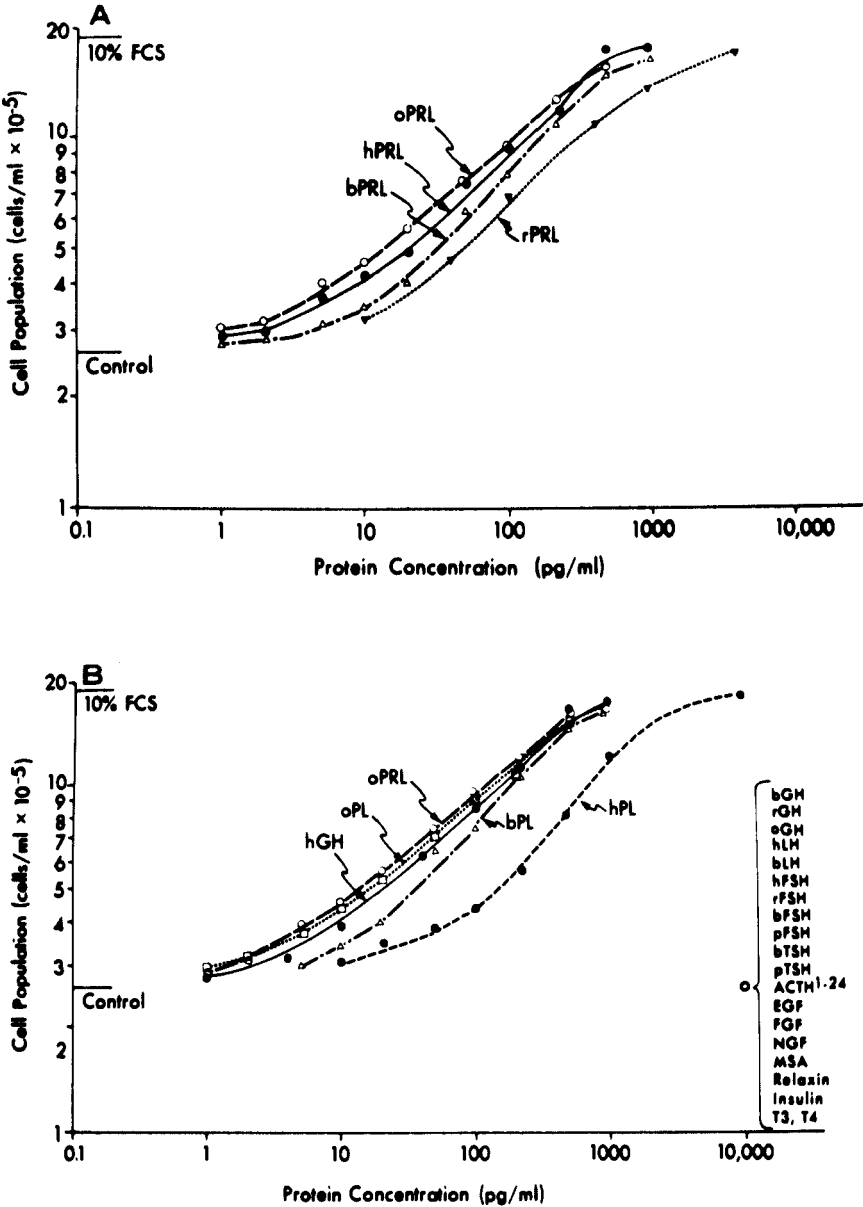 A
20
10% FCS
10
9
8
7
6
5
4
3
Control
2
1
oPRL
hPRL
bPRL
rPRL
Cell Population (cells/ml × 10-5)
0.1 1 10 100 1000 10,000
Protein Concentration (pg/ml)
B
20
10% FCS
10
9
8
7
6
5
4
3
Control
2
1
oPRL
oPL
hGH
bPL
hPL
bGH
rGH
oGH
hLH
bLH
hFSH
rFSH
bFSH
pFSH
bTSH
pTSH
ACTH1-24
EGF
FGF
NGF
MSA
Relaxin
Insulin
T3, T4
Cell Population (cells/ml × 10-5)
0.1 1 10 100 1000 10,000
Protein Concentration (pg/ml)